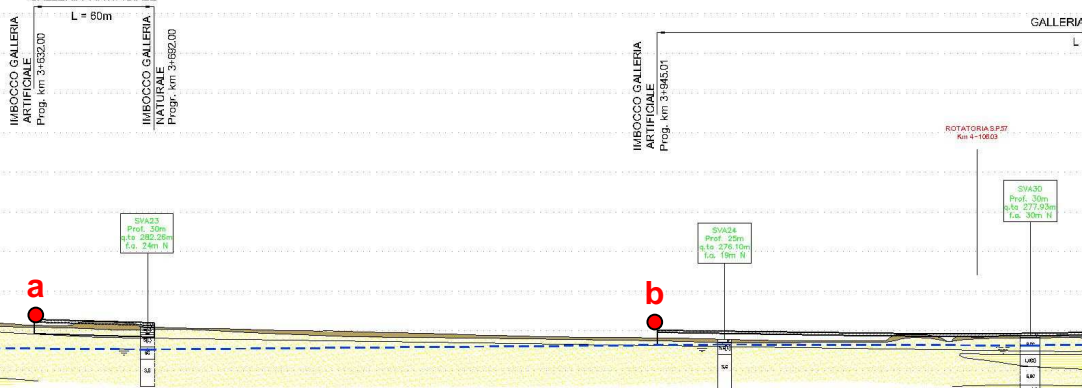 L = 60m
IMBOCCO GALLERIA
ARTIFICIALE
Prog. km 3+632.00
IMBOCCO GALLERIA
NATURALE
Progr. km 3+692.00
GALLERIA
L
IMBOCCO GALLERIA
ARTIFICIALE
Prog. km 3+945.01
ROTATORIA S.P.57
SVA23
Prof. 30m
q.ta 282.26m
f.a. 24m N
SVA24
Prof. 25m
q.ta 276.10m
f.a. 19m N
SVA30
Prof. 30m
q.ta 277.93m
f.a. 30m N
a
b